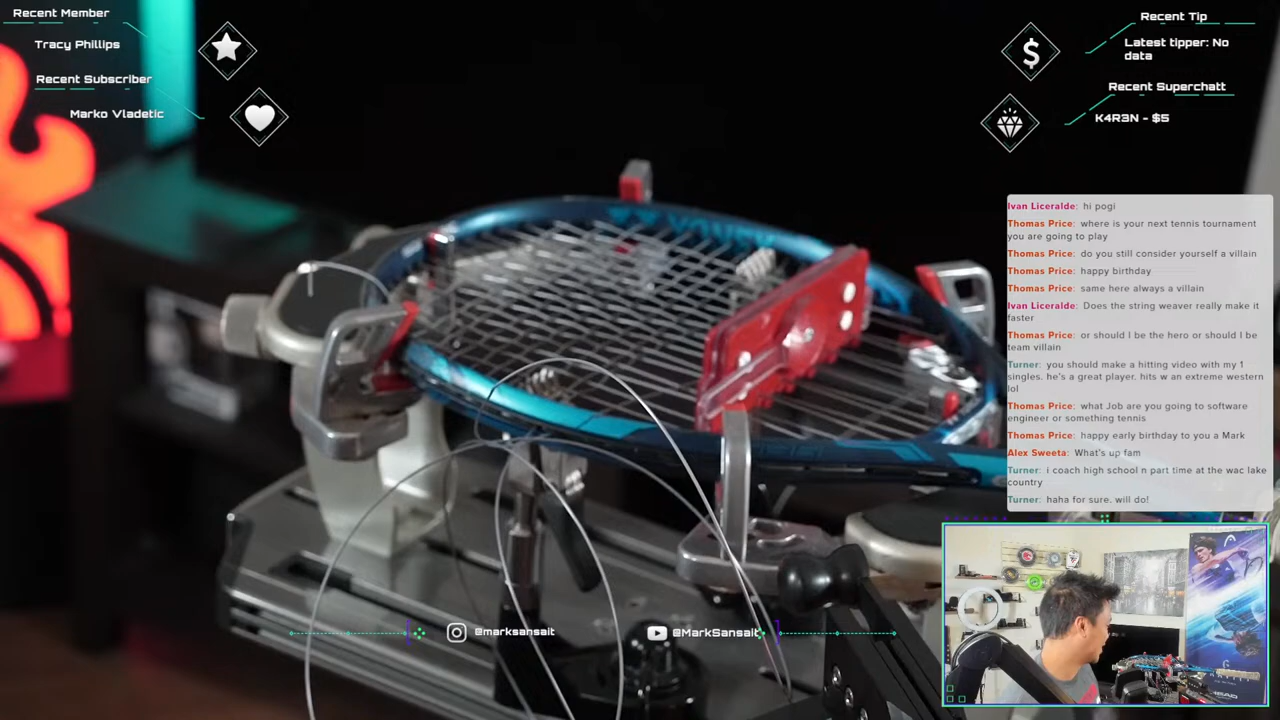 Recent Member
Tracy Phillips
Recent Subscriber
Marko Vladetic
Recent Tip
Latest tipper: No
data
Recent Superchatt
K4R3N - $5
Ivan Liceralde: hi pogi
Thomas Price: where is your next tennis tournament
you are going to play
Thomas Price: do you still consider yourself a villain
Thomas Price: happy birthday
Thomas Price: same here always a villain
Ivan Liceralde: Does the string weaver really make it
faster
Thomas Price: or should I be the hero or should I be
team villain
Turner: you should make a hitting video with my 1
singles. he's a great player. hits w an extreme western
lol
Thomas Price: what Job are you going to software
engineer or something tennis
Thomas Price: happy early birthday to you a Mark
Alex Sweeta: What's up fam
Turner: i coach high school n part time at the wac lake
country
Turner: haha for sure. will do!
@marksansait
@MarkSansait
HEAD